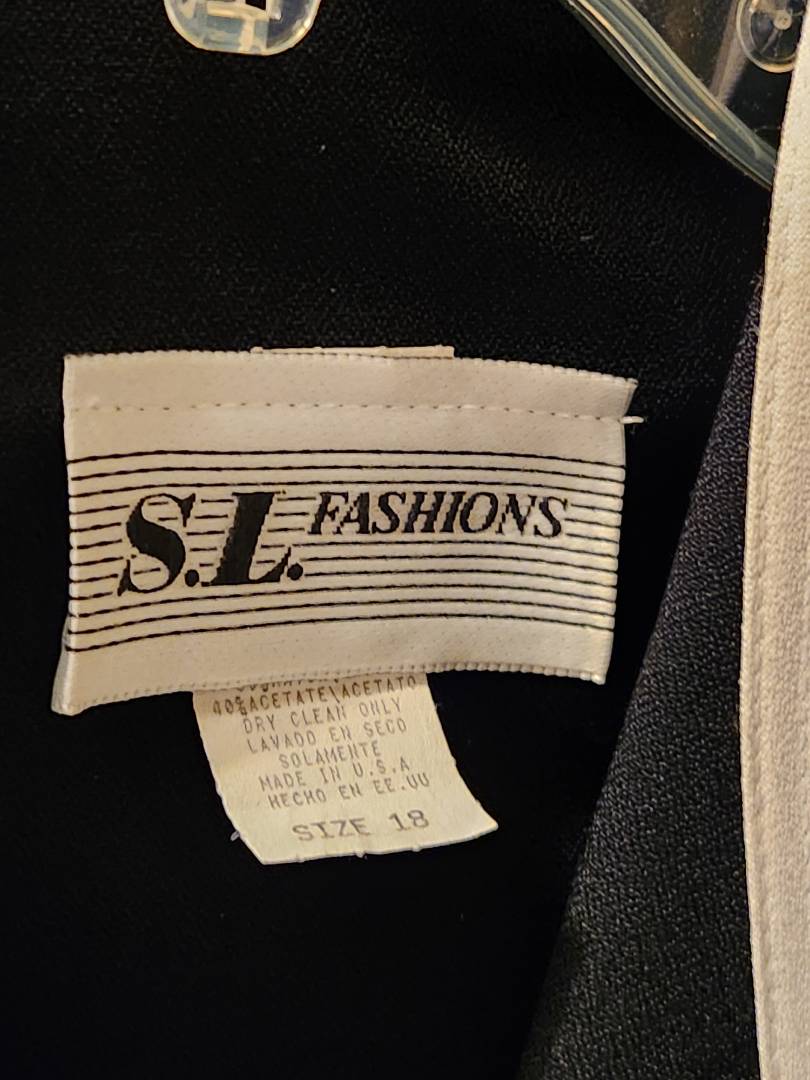 S.L. FASHIONS
40%ACETATE\ACETATO
DRY CLEAN ONLY
LAVADO EN SECO
SOLAMENTE
MADE IN U.S.A
HECHO EN EE.UU
SIZE 18